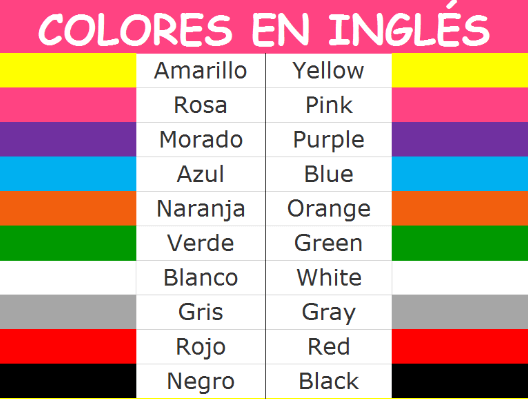 COLORES EN INGLÉS
Amarillo Yellow
Rosa Pink
Morado Purple
Azul Blue
Naranja Orange
Verde Green
Blanco White
Gris Gray
Rojo Red
Negro Black